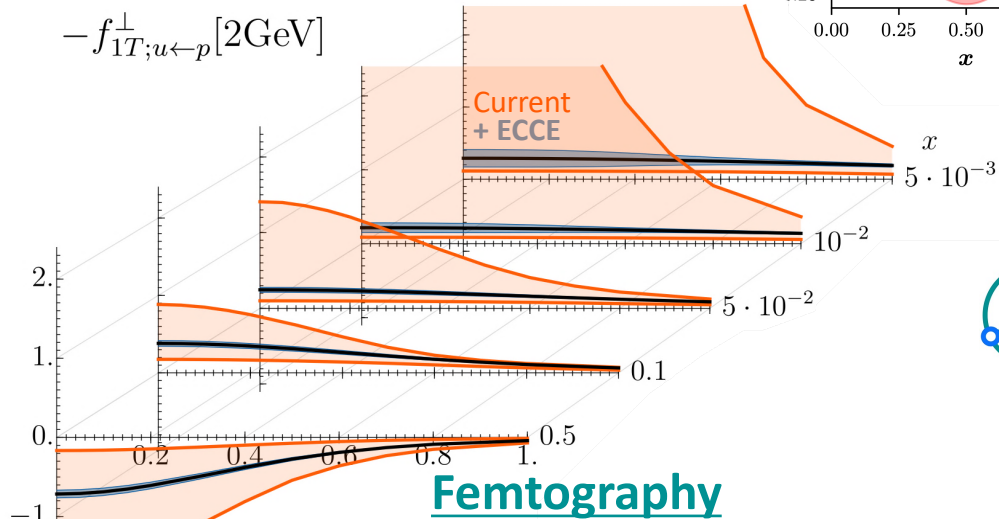 −f⊥1T;u←p[2GeV]
0.00 0.25 0.50
x
Current
+ ECCE
x
5 · 10−3
10−2
5 · 10−2
0.1
0.5
2.
1.
0.
−1
0.2 0.4 0.6 0.8 1.
Femtography